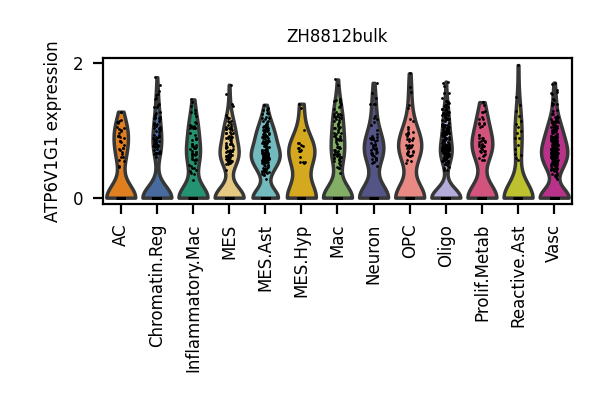 ZH8812bulk
ATP6V1G1 expression
2
0
AC
Chromatin.Reg
Inflammatory.Mac
MES
MES.Ast
MES.Hyp
Mac
Neuron
OPC
Oligo
Prolif.Metab
Reactive.Ast
Vasc